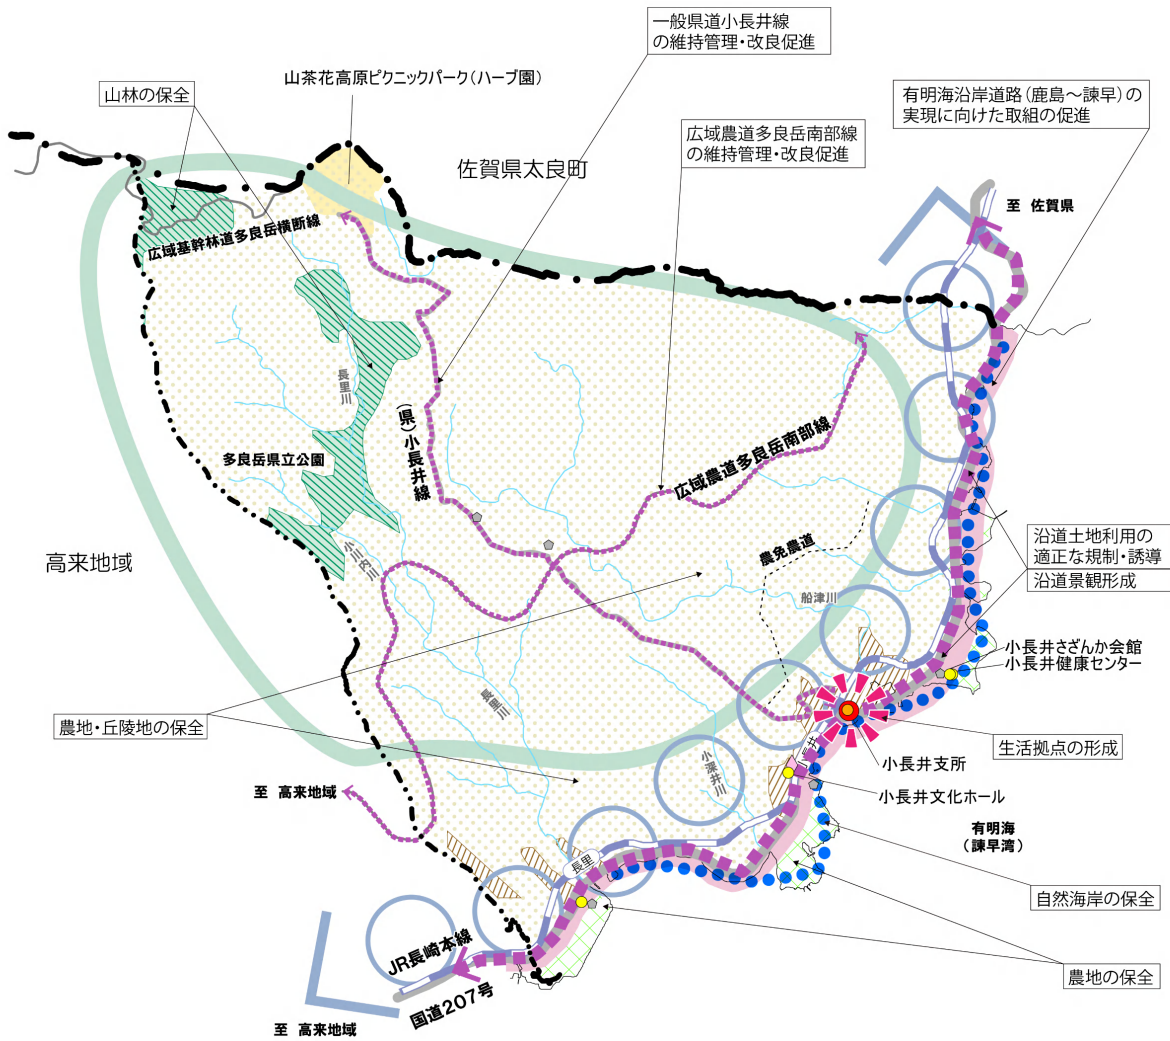 一般県道小長井線
の維持管理・改良促進
山茶花高原ピクニックパーク(ハーブ園)
山林の保全
有明海沿岸道路(鹿島～諫早)の
実現に向けた取組の促進
広域農道多良岳南部線
の維持管理・改良促進
佐賀県太良町
至 佐賀県
広域基幹林道多良岳横断線
長里川
(県)小長井線
多良岳県立公園
広域農道多良岳南部線
高来地域
小川内川
農免農道
船津川
沿道土地利用の
適正な規制・誘導
沿道景観形成
小長井さざんか会館
小長井健康センター
長里川
農地・丘陵地の保全
生活拠点の形成
小深井川
小長井支所
至 高来地域
小長井文化ホール
有明海
(諫早湾)
長里
自然海岸の保全
JR長崎本線
農地の保全
国道207号
至 高来地域